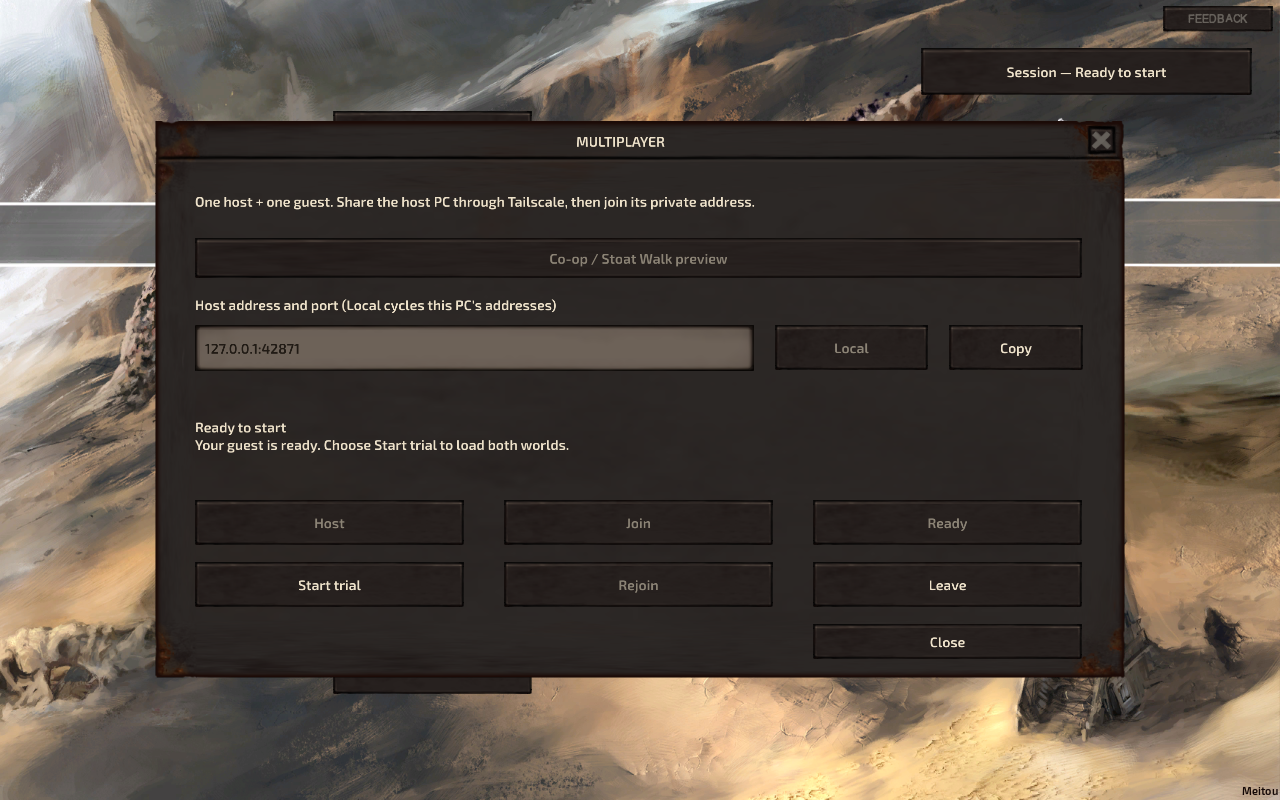 FEEDBACK
Session — Ready to start
MULTIPLAYER
One host + one guest. Share the host PC through Tailscale, then join its private address.
Co-op / Stoat Walk preview
Host address and port (Local cycles this PC's addresses)
127.0.0.1:42871
Local
Copy
Ready to start
Your guest is ready. Choose Start trial to load both worlds.
Host
Join
Ready
Start trial
Rejoin
Leave
Close
Meitou